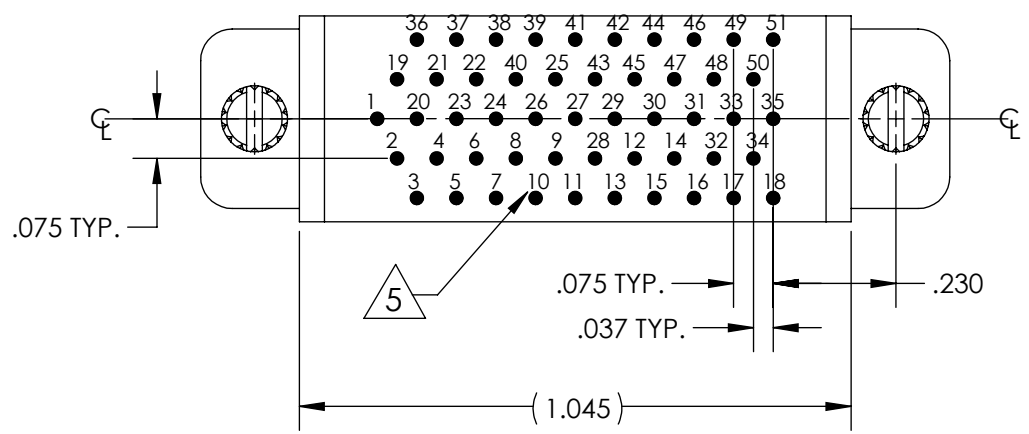 36 37 38 39 41 42 44 46 49 51
19 21 22 40 25 43 45 47 48 50
℄ 1 20 23 24 26 27 29 30 31 33 35 ℄
2 4 6 8 9 28 12 14 32 34
3 5 7 10 11 13 15 16 17 18
.075 TYP.
5
.075 TYP.
.230
.037 TYP.
(1.045)